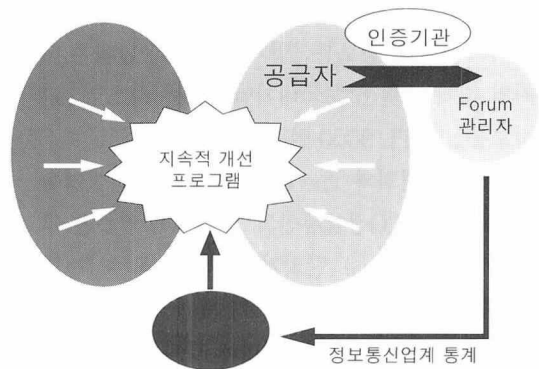 인증기관
공급자
Forum
관리자
지속적 개선
프로그램
정보통신업계 통계